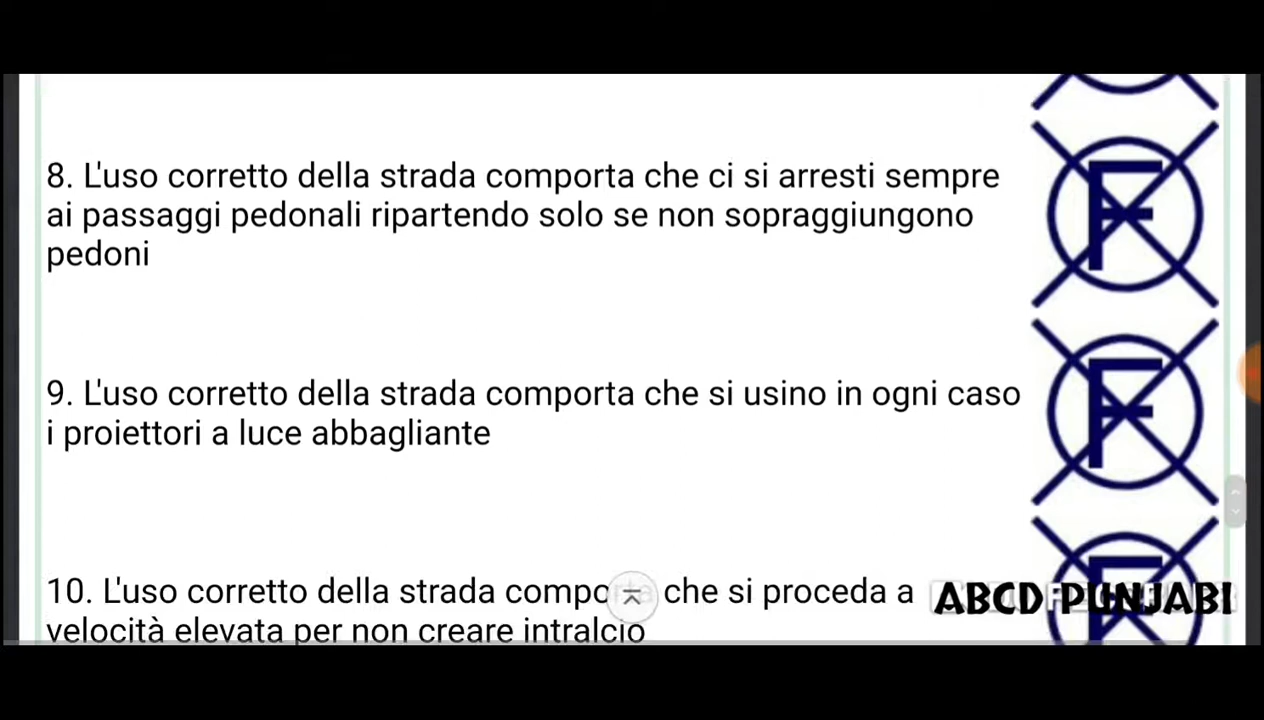 8. L'uso corretto della strada comporta che ci si arresti sempre
ai passaggi pedonali ripartendo solo se non sopraggiungono
pedoni
F
9. L'uso corretto della strada comporta che si usino in ogni caso
i proiettori a luce abbagliante
F
10. L'uso corretto della strada che si proceda a
velocità elevata per non creare intralcio
F
ABCD PUNJABI